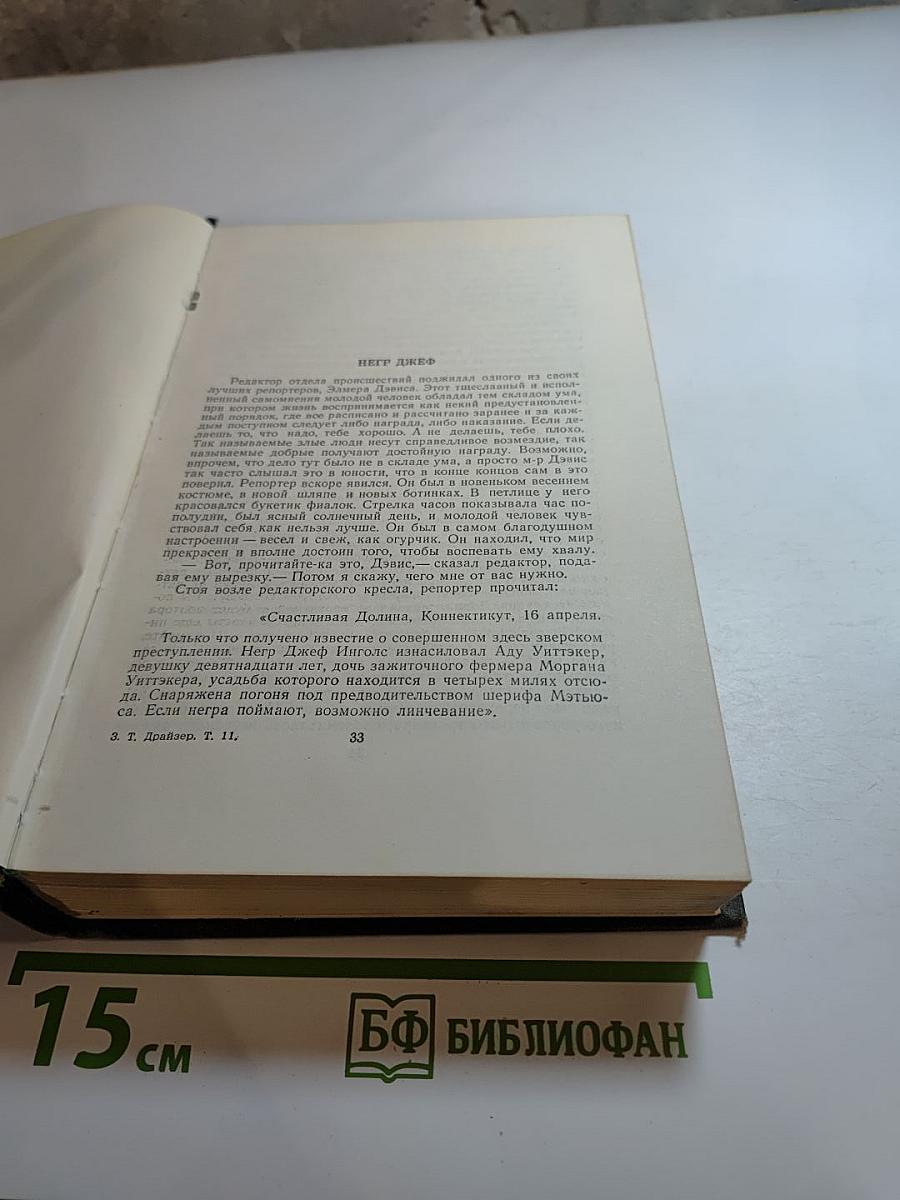 НЕГР ДЖЕФ
Редактор отдела происшествий поджидал одного из своих
лучших репортеров, Элмера Дэвиса. Этот тщеславный и испол-
ненный самомнения молодой человек обладал тем складом ума,
при котором жизнь воспринимается как некий предустановлен-
ный порядок, где все расписано и рассчитано заранее и за каж-
дым поступком следует либо награда, либо наказание. Если де-
лаешь то, что надо, тебе хорошо. А не делаешь, тебе плохо.
Так называемые злые люди несут справедливое возмездие, так
называемые добрые получают достойную награду. Возможно,
впрочем, что дело тут было не в складе ума, а просто м-р Дэвис
так часто слышал это в юности, что в конце концов сам в это
поверил. Репортер вскоре явился. Он был в новеньком весеннем
костюме, в новой шляпе и новых ботинках. В петлице у него
красовался букетик фиалок. Стрелка часов показывала час по-
полудни, был ясный солнечный день, и молодой человек чув-
ствовал себя как нельзя лучше. Он был в самом благодушном
настроении — весел и свеж, как огурчик. Он находил, что мир
прекрасен и вполне достоин того, чтобы воспевать ему хвалу.
— Вот, прочитайте-ка это, Дэвис,— сказал редактор, пода-
вая ему вырезку.— Потом я скажу, чего мне от вас нужно.
Стоя возле редакторского кресла, репортер прочитал:
«Счастливая Долина, Коннектикут, 16 апреля.
Только что получено известие о совершенном здесь зверском
преступлении. Негр Джеф Инголс изнасиловал Аду Уиттэкер,
девушку девятнадцати лет, дочь зажиточного фермера Моргана
Уиттэкера, усадьба которого находится в четырех милях отсю-
да. Снаряжена погоня под предводительством шерифа Мэтью-
са. Если негра поймают, возможно линчевание».
3. Т. Драйзер. Т. 11.
33
15 см
БФ БИБЛИОФАН